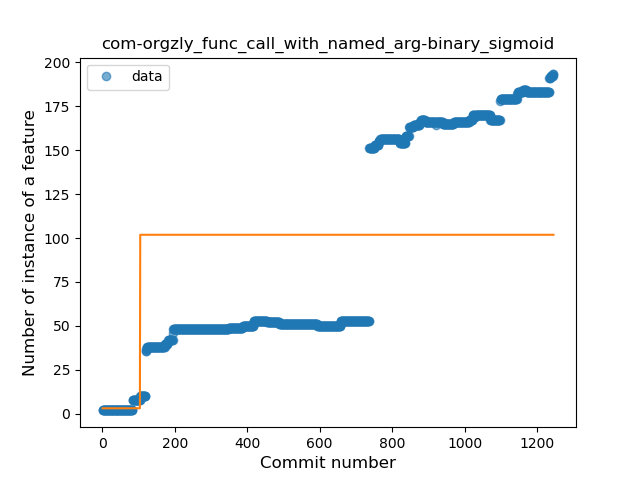 com-orgzly_func_call_with_named_arg-binary_sigmoid
data
Number of instance of a feature
200
175
150
125
100
75
50
25
0
0 200 400 600 800 1000 1200
Commit number